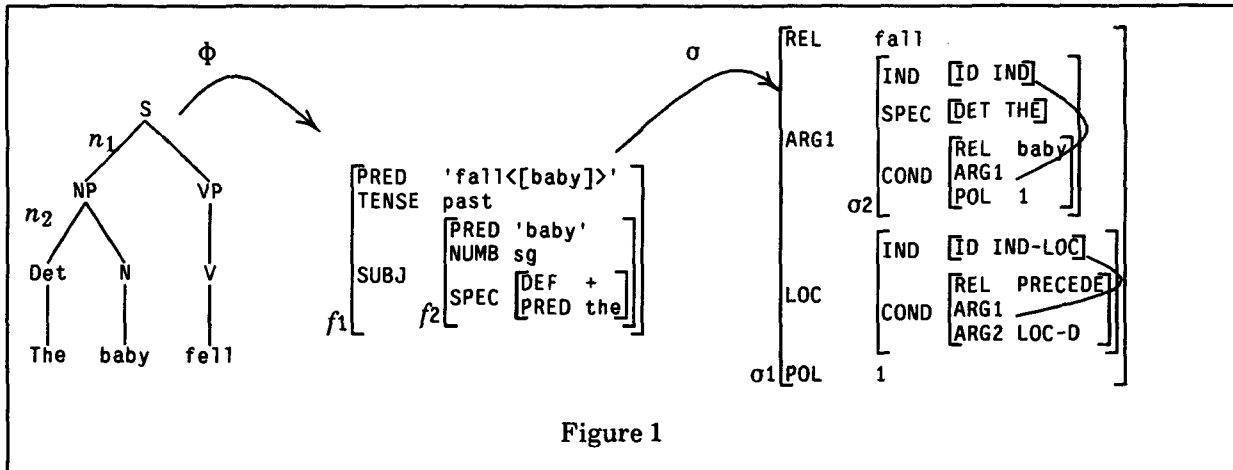 Φ
σ
S
n1
NP VP
n2
Det N V
The baby fell
PRED 'fall<[baby]>'
TENSE past
SUBJ
PRED 'baby'
NUMB sg
SPEC
DEF +
PRED the
f1
f2
REL fall
ARG1
IND [ID IND]
SPEC [DET THE]
COND
REL baby
ARG1
POL 1
σ2
LOC
IND [ID IND-LOC]
COND
REL PRECEDE
ARG1
ARG2 LOC-D
σ1
POL 1
Figure 1